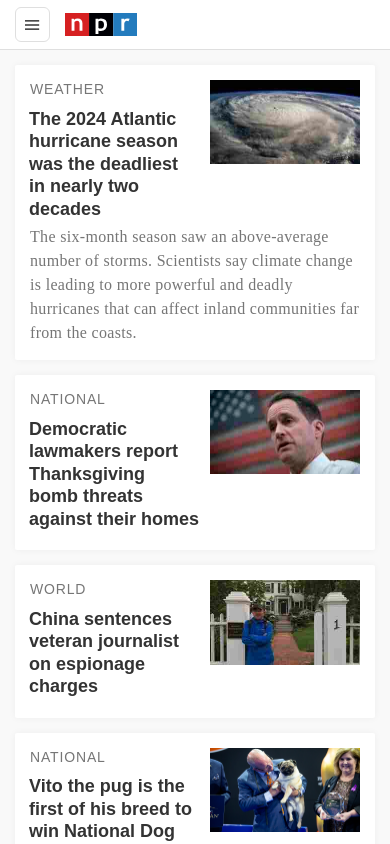 npr
WEATHER
The 2024 Atlantic
hurricane season
was the deadliest
in nearly two
decades
The six-month season saw an above-average
number of storms. Scientists say climate change
is leading to more powerful and deadly
hurricanes that can affect inland communities far
from the coasts.
NATIONAL
Democratic
lawmakers report
Thanksgiving
bomb threats
against their homes
WORLD
China sentences
veteran journalist
on espionage
charges
1
NATIONAL
Vito the pug is the
first of his breed to
win National Dog